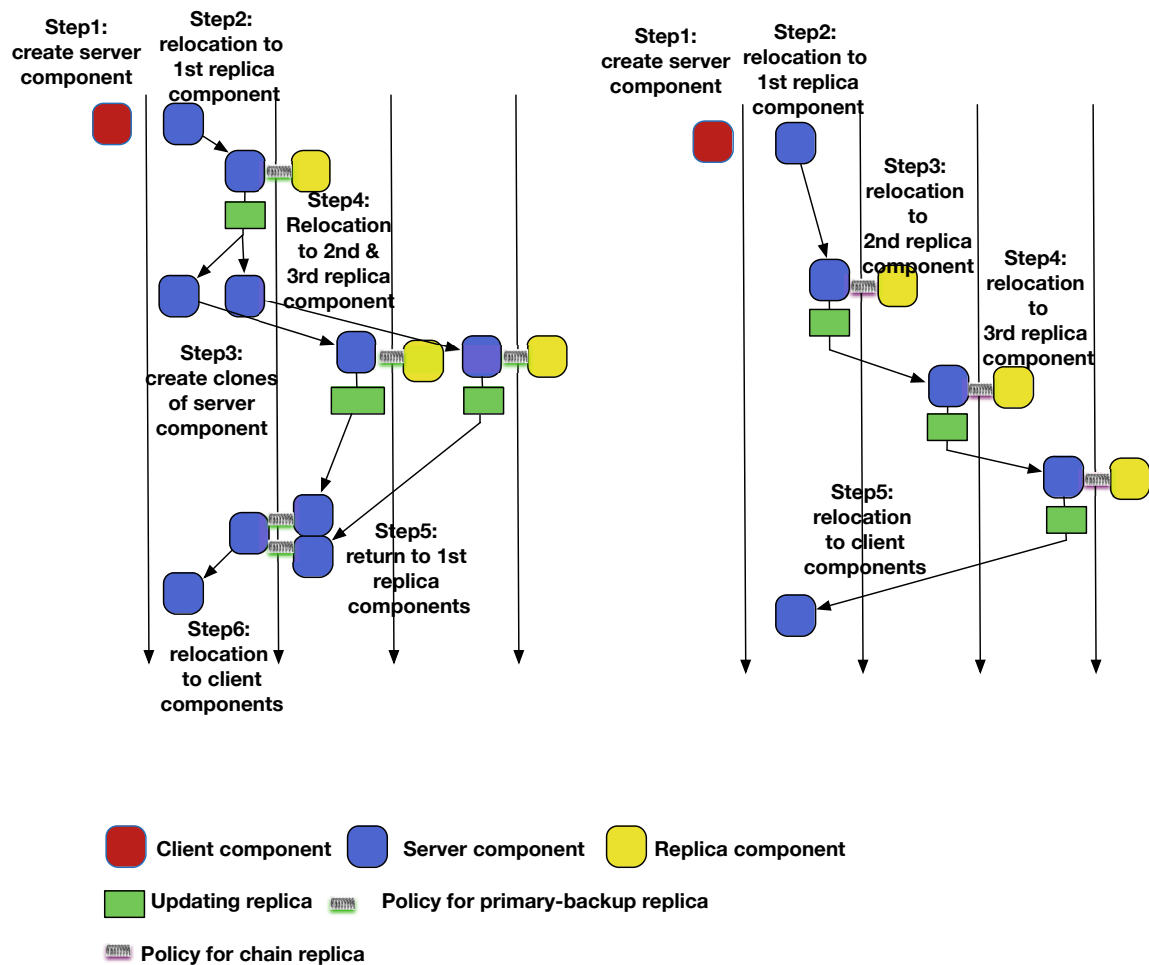 Step1:
create server
component
Step2:
relocation to
1st replica
component
Step4:
Relocation
to 2nd &
3rd replica
component
Step3:
create clones
of server
component
Step5:
return to 1st
replica
components
Step6:
relocation
to client
components
Step1:
create server
component
Step2:
relocation to
1st replica
component
Step3:
relocation
to
2nd replica
component
Step4:
relocation
to
3rd replica
component
Step5:
relocation
to client
components
Client component
Server component
Replica component
Updating replica
Policy for primary-backup replica
Policy for chain replica